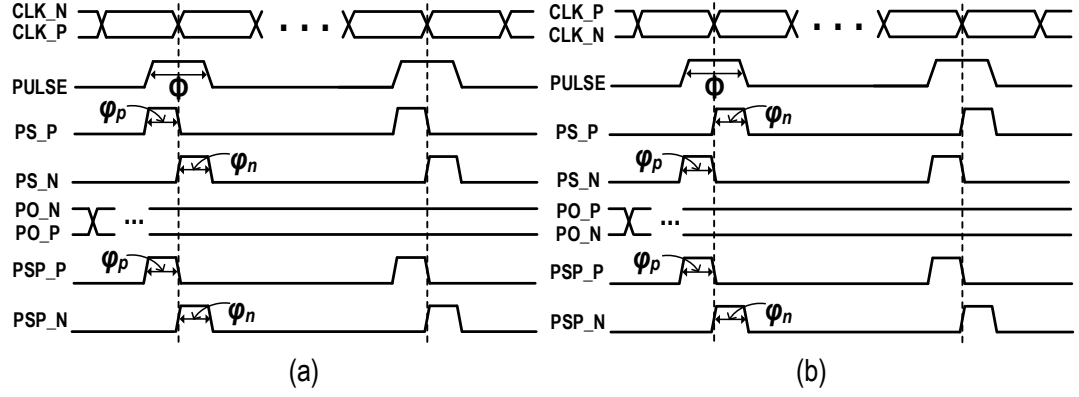 CLK_N
CLK_P
. . .
PULSE
Φ
φp
PS_P
φn
PS_N
PO_N
PO_P
...
φp
PSP_P
φn
PSP_N
(a)
CLK_P
CLK_N
. . .
PULSE
Φ
φn
PS_P
φp
PS_N
PO_P
PO_N
...
φp
PSP_P
φn
PSP_N
(b)